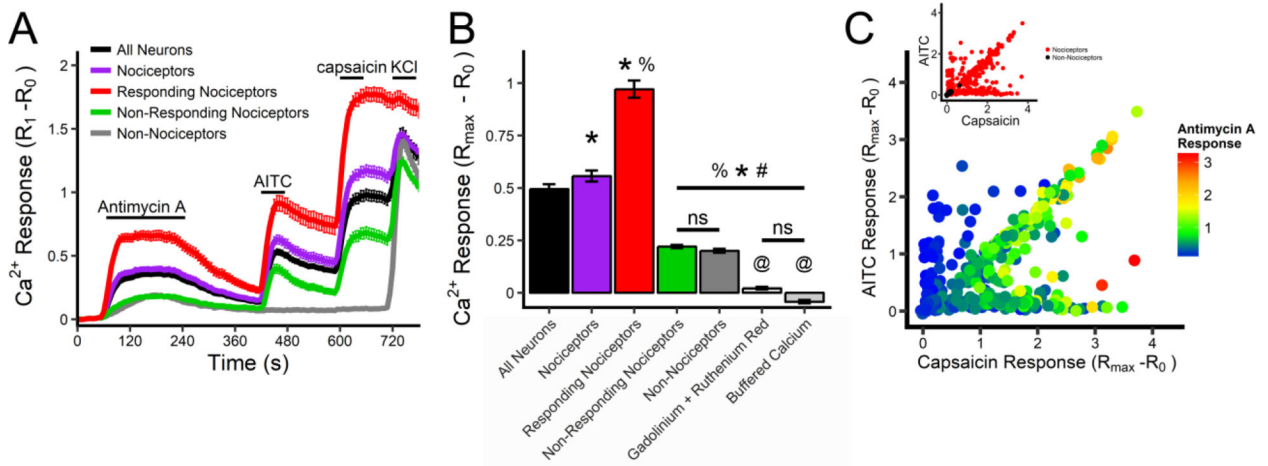 A
Ca2+ Response (R1 -R0)
2
1.5
1
0.5
0
All Neurons
Nociceptors
Responding Nociceptors
Non-Responding Nociceptors
Non-Nociceptors
Antimycin A
AITC
capsaicin KCl
0 120 240 360 480 600 720
Time (s)
B
Ca2+ Response (Rmax - R0)
1
0.75
0.5
0.25
0
*
* %
% * #
ns
ns
@
@
All Neurons
Nociceptors
Responding Nociceptors
Non-Responding Nociceptors
Non-Nociceptors
Gadolinium + Ruthenium Red
Buffered Calcium
C
AITC
4
2
0
0 2 4
Capsaicin
Nociceptors
Non-Nociceptors
AITC Response (Rmax -R0)
4
3
2
1
0
0 1 2 3 4
Capsaicin Response (Rmax -R0 )
Antimycin A
Response
3
2
1